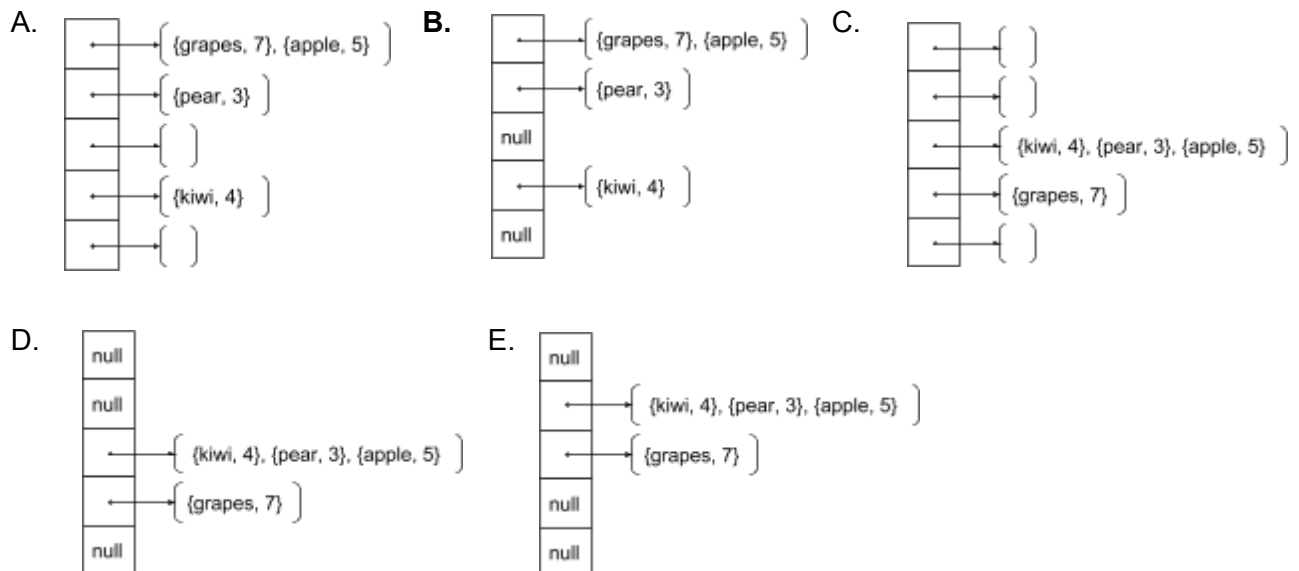 A.
{grapes, 7}, {apple, 5}
{pear, 3}
{kiwi, 4}
B.
{grapes, 7}, {apple, 5}
{pear, 3}
null
{kiwi, 4}
null
C.
{kiwi, 4}, {pear, 3}, {apple, 5}
{grapes, 7}
D.
null
null
{kiwi, 4}, {pear, 3}, {apple, 5}
{grapes, 7}
null
E.
null
{kiwi, 4}, {pear, 3}, {apple, 5}
{grapes, 7}
null
null